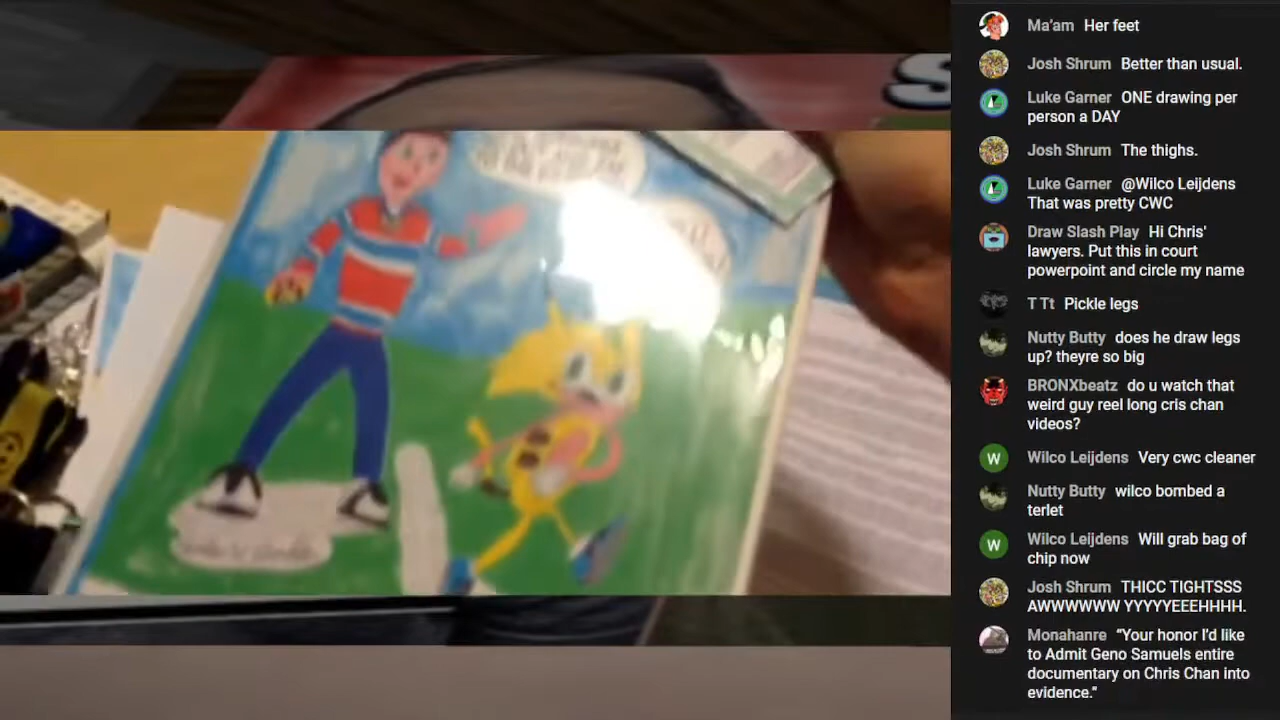 S
Ma'am Her feet
Josh Shrum Better than usual.
Luke Garner ONE drawing per
person a DAY
Josh Shrum The thighs.
Luke Garner @Wilco Leijdens
That was pretty CWC
Draw Slash Play Hi Chris'
lawyers. Put this in court
powerpoint and circle my name
T Tt Pickle legs
Nutty Butty does he draw legs
up? theyre so big
BRONXbeatz do u watch that
weird guy reel long cris chan
videos?
W Wilco Leijdens Very cwc cleaner
Nutty Butty wilco bombed a
terlet
W Wilco Leijdens Will grab bag of
chip now
Josh Shrum THICC TIGHTSSS
AWWWWWW YYYYYEEEHHHH.
Monahanre “Your honor I'd like
to Admit Geno Samuels entire
documentary on Chris Chan into
evidence.”